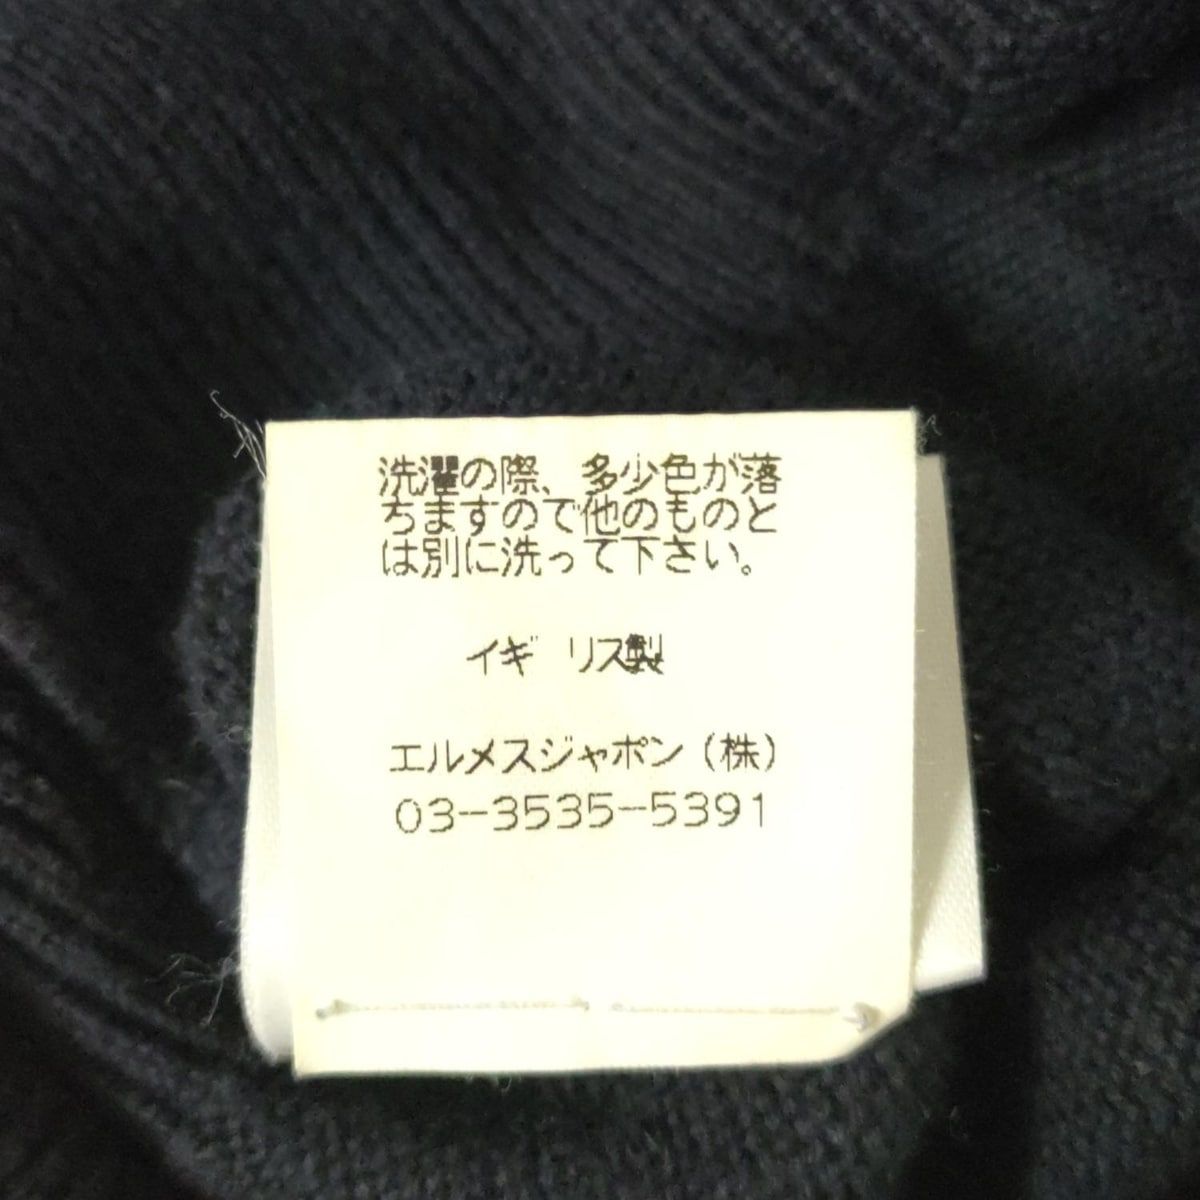 洗濯の際、多少色が落
ちますので他のものと
は別に洗って下さい。
イギリス製
エルメスジャポン(株)
03-3535-5391